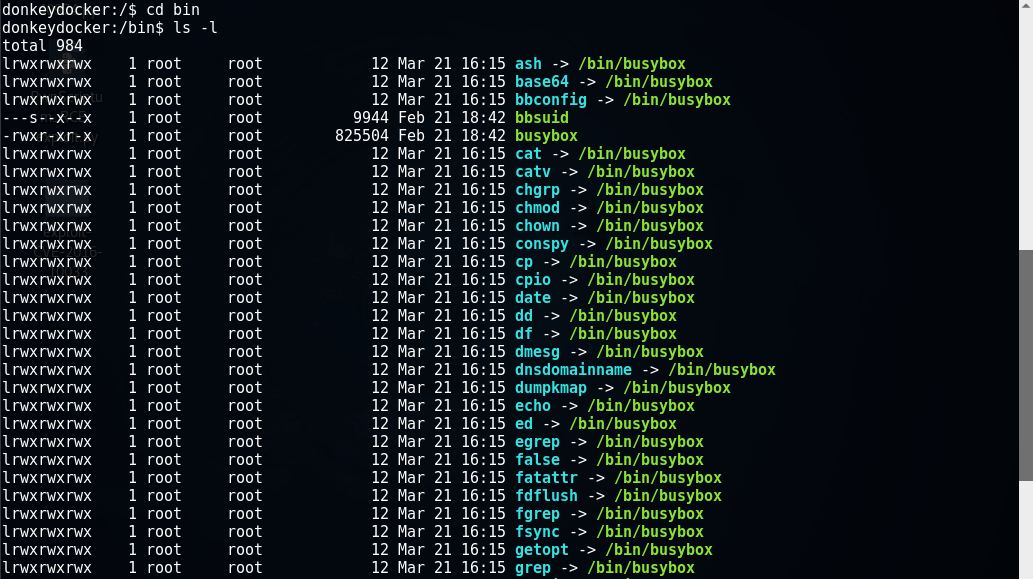 donkeydocker:/$ cd bin
donkeydocker:/bin$ ls -l
total 984
lrwxrwxrwx    1 root     root            12 Mar 21 16:15 ash -> /bin/busybox
lrwxrwxrwx    1 root     root            12 Mar 21 16:15 base64 -> /bin/busybox
lrwxrwxrwx    1 root     root            12 Mar 21 16:15 bbconfig -> /bin/busybox
---s--x--x    1 root     root          9944 Feb 21 18:42 bbsuid
-rwxr-xr-x    1 root     root        825504 Feb 21 18:42 busybox
lrwxrwxrwx    1 root     root            12 Mar 21 16:15 cat -> /bin/busybox
lrwxrwxrwx    1 root     root            12 Mar 21 16:15 catv -> /bin/busybox
lrwxrwxrwx    1 root     root            12 Mar 21 16:15 chgrp -> /bin/busybox
lrwxrwxrwx    1 root     root            12 Mar 21 16:15 chmod -> /bin/busybox
lrwxrwxrwx    1 root     root            12 Mar 21 16:15 chown -> /bin/busybox
lrwxrwxrwx    1 root     root            12 Mar 21 16:15 conspy -> /bin/busybox
lrwxrwxrwx    1 root     root            12 Mar 21 16:15 cp -> /bin/busybox
lrwxrwxrwx    1 root     root            12 Mar 21 16:15 cpio -> /bin/busybox
lrwxrwxrwx    1 root     root            12 Mar 21 16:15 date -> /bin/busybox
lrwxrwxrwx    1 root     root            12 Mar 21 16:15 dd -> /bin/busybox
lrwxrwxrwx    1 root     root            12 Mar 21 16:15 df -> /bin/busybox
lrwxrwxrwx    1 root     root            12 Mar 21 16:15 dmesg -> /bin/busybox
lrwxrwxrwx    1 root     root            12 Mar 21 16:15 dnsdomainname -> /bin/busybox
lrwxrwxrwx    1 root     root            12 Mar 21 16:15 dumpkmap -> /bin/busybox
lrwxrwxrwx    1 root     root            12 Mar 21 16:15 echo -> /bin/busybox
lrwxrwxrwx    1 root     root            12 Mar 21 16:15 ed -> /bin/busybox
lrwxrwxrwx    1 root     root            12 Mar 21 16:15 egrep -> /bin/busybox
lrwxrwxrwx    1 root     root            12 Mar 21 16:15 false -> /bin/busybox
lrwxrwxrwx    1 root     root            12 Mar 21 16:15 fatattr -> /bin/busybox
lrwxrwxrwx    1 root     root            12 Mar 21 16:15 fdflush -> /bin/busybox
lrwxrwxrwx    1 root     root            12 Mar 21 16:15 fgrep -> /bin/busybox
lrwxrwxrwx    1 root     root            12 Mar 21 16:15 fsync -> /bin/busybox
lrwxrwxrwx    1 root     root            12 Mar 21 16:15 getopt -> /bin/busybox
lrwxrwxrwx    1 root     root            12 Mar 21 16:15 grep -> /bin/busybox